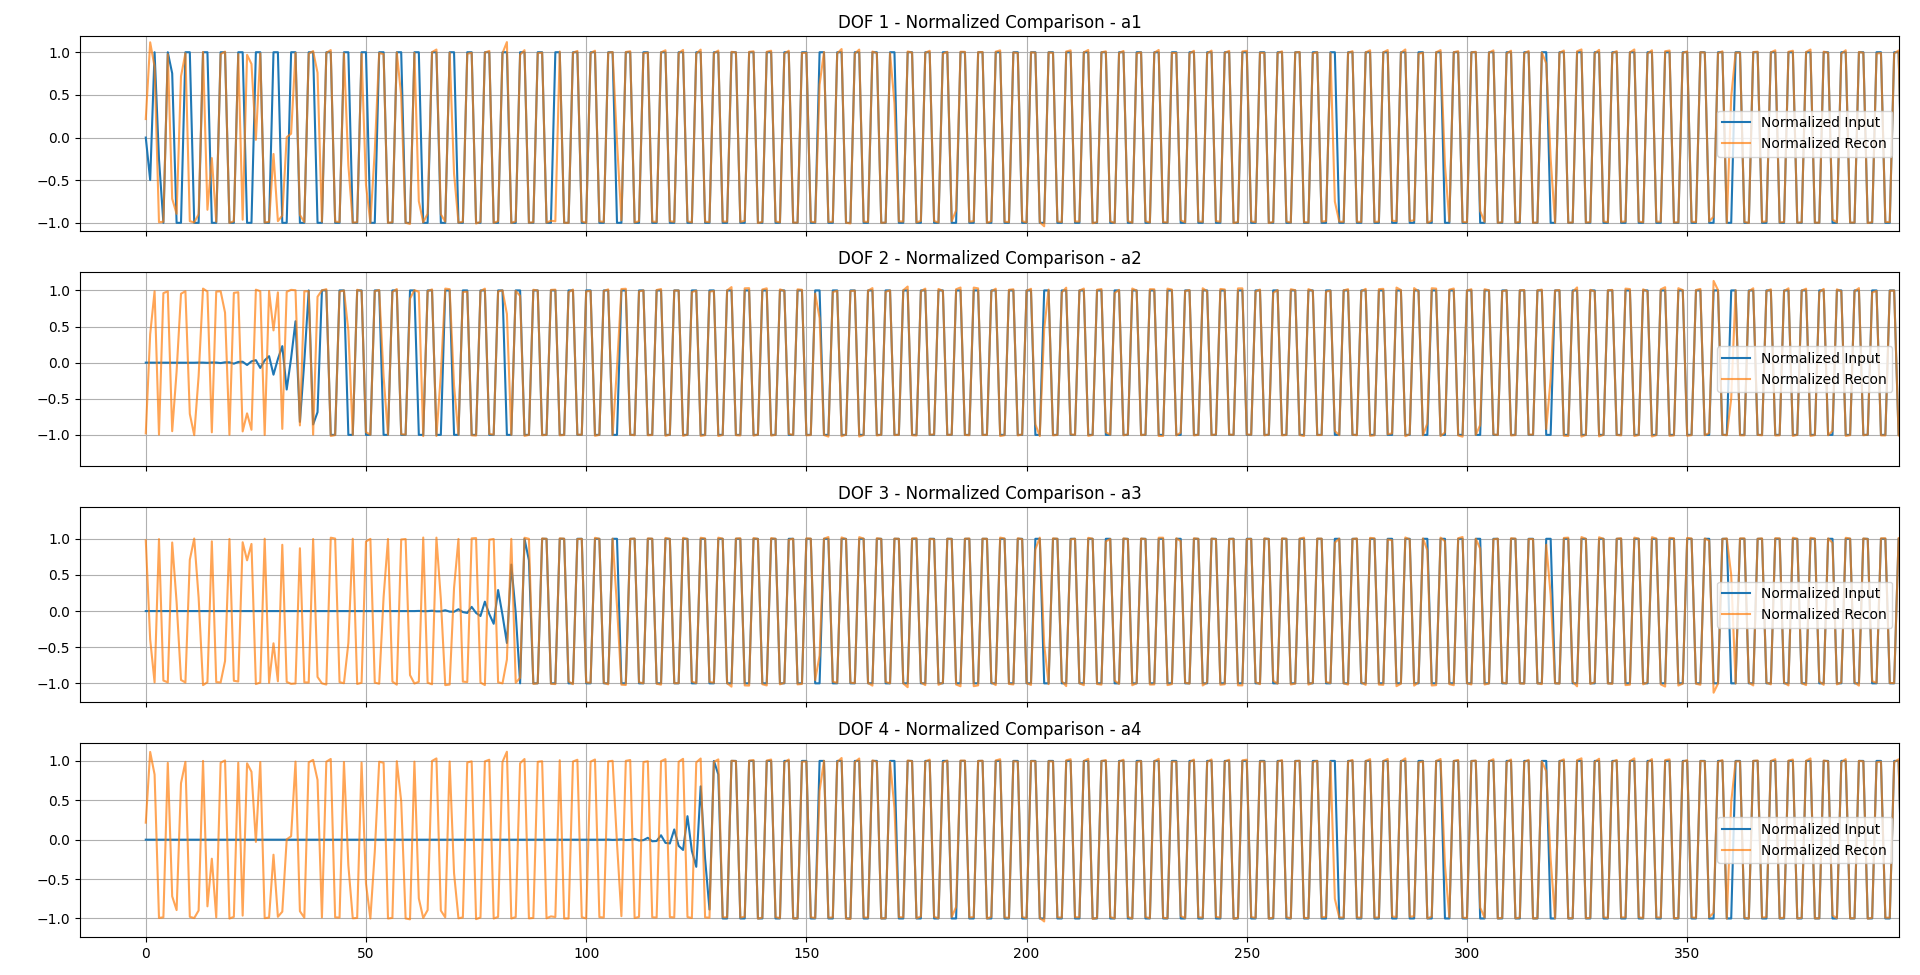 DOF 1 - Normalized Comparison - a1
1.0
0.5
0.0
−0.5
−1.0
Normalized Input
Normalized Recon
DOF 2 - Normalized Comparison - a2
1.0
0.5
0.0
−0.5
−1.0
Normalized Input
Normalized Recon
DOF 3 - Normalized Comparison - a3
1.0
0.5
0.0
−0.5
−1.0
Normalized Input
Normalized Recon
DOF 4 - Normalized Comparison - a4
1.0
0.5
0.0
−0.5
−1.0
Normalized Input
Normalized Recon
0 50 100 150 200 250 300 350